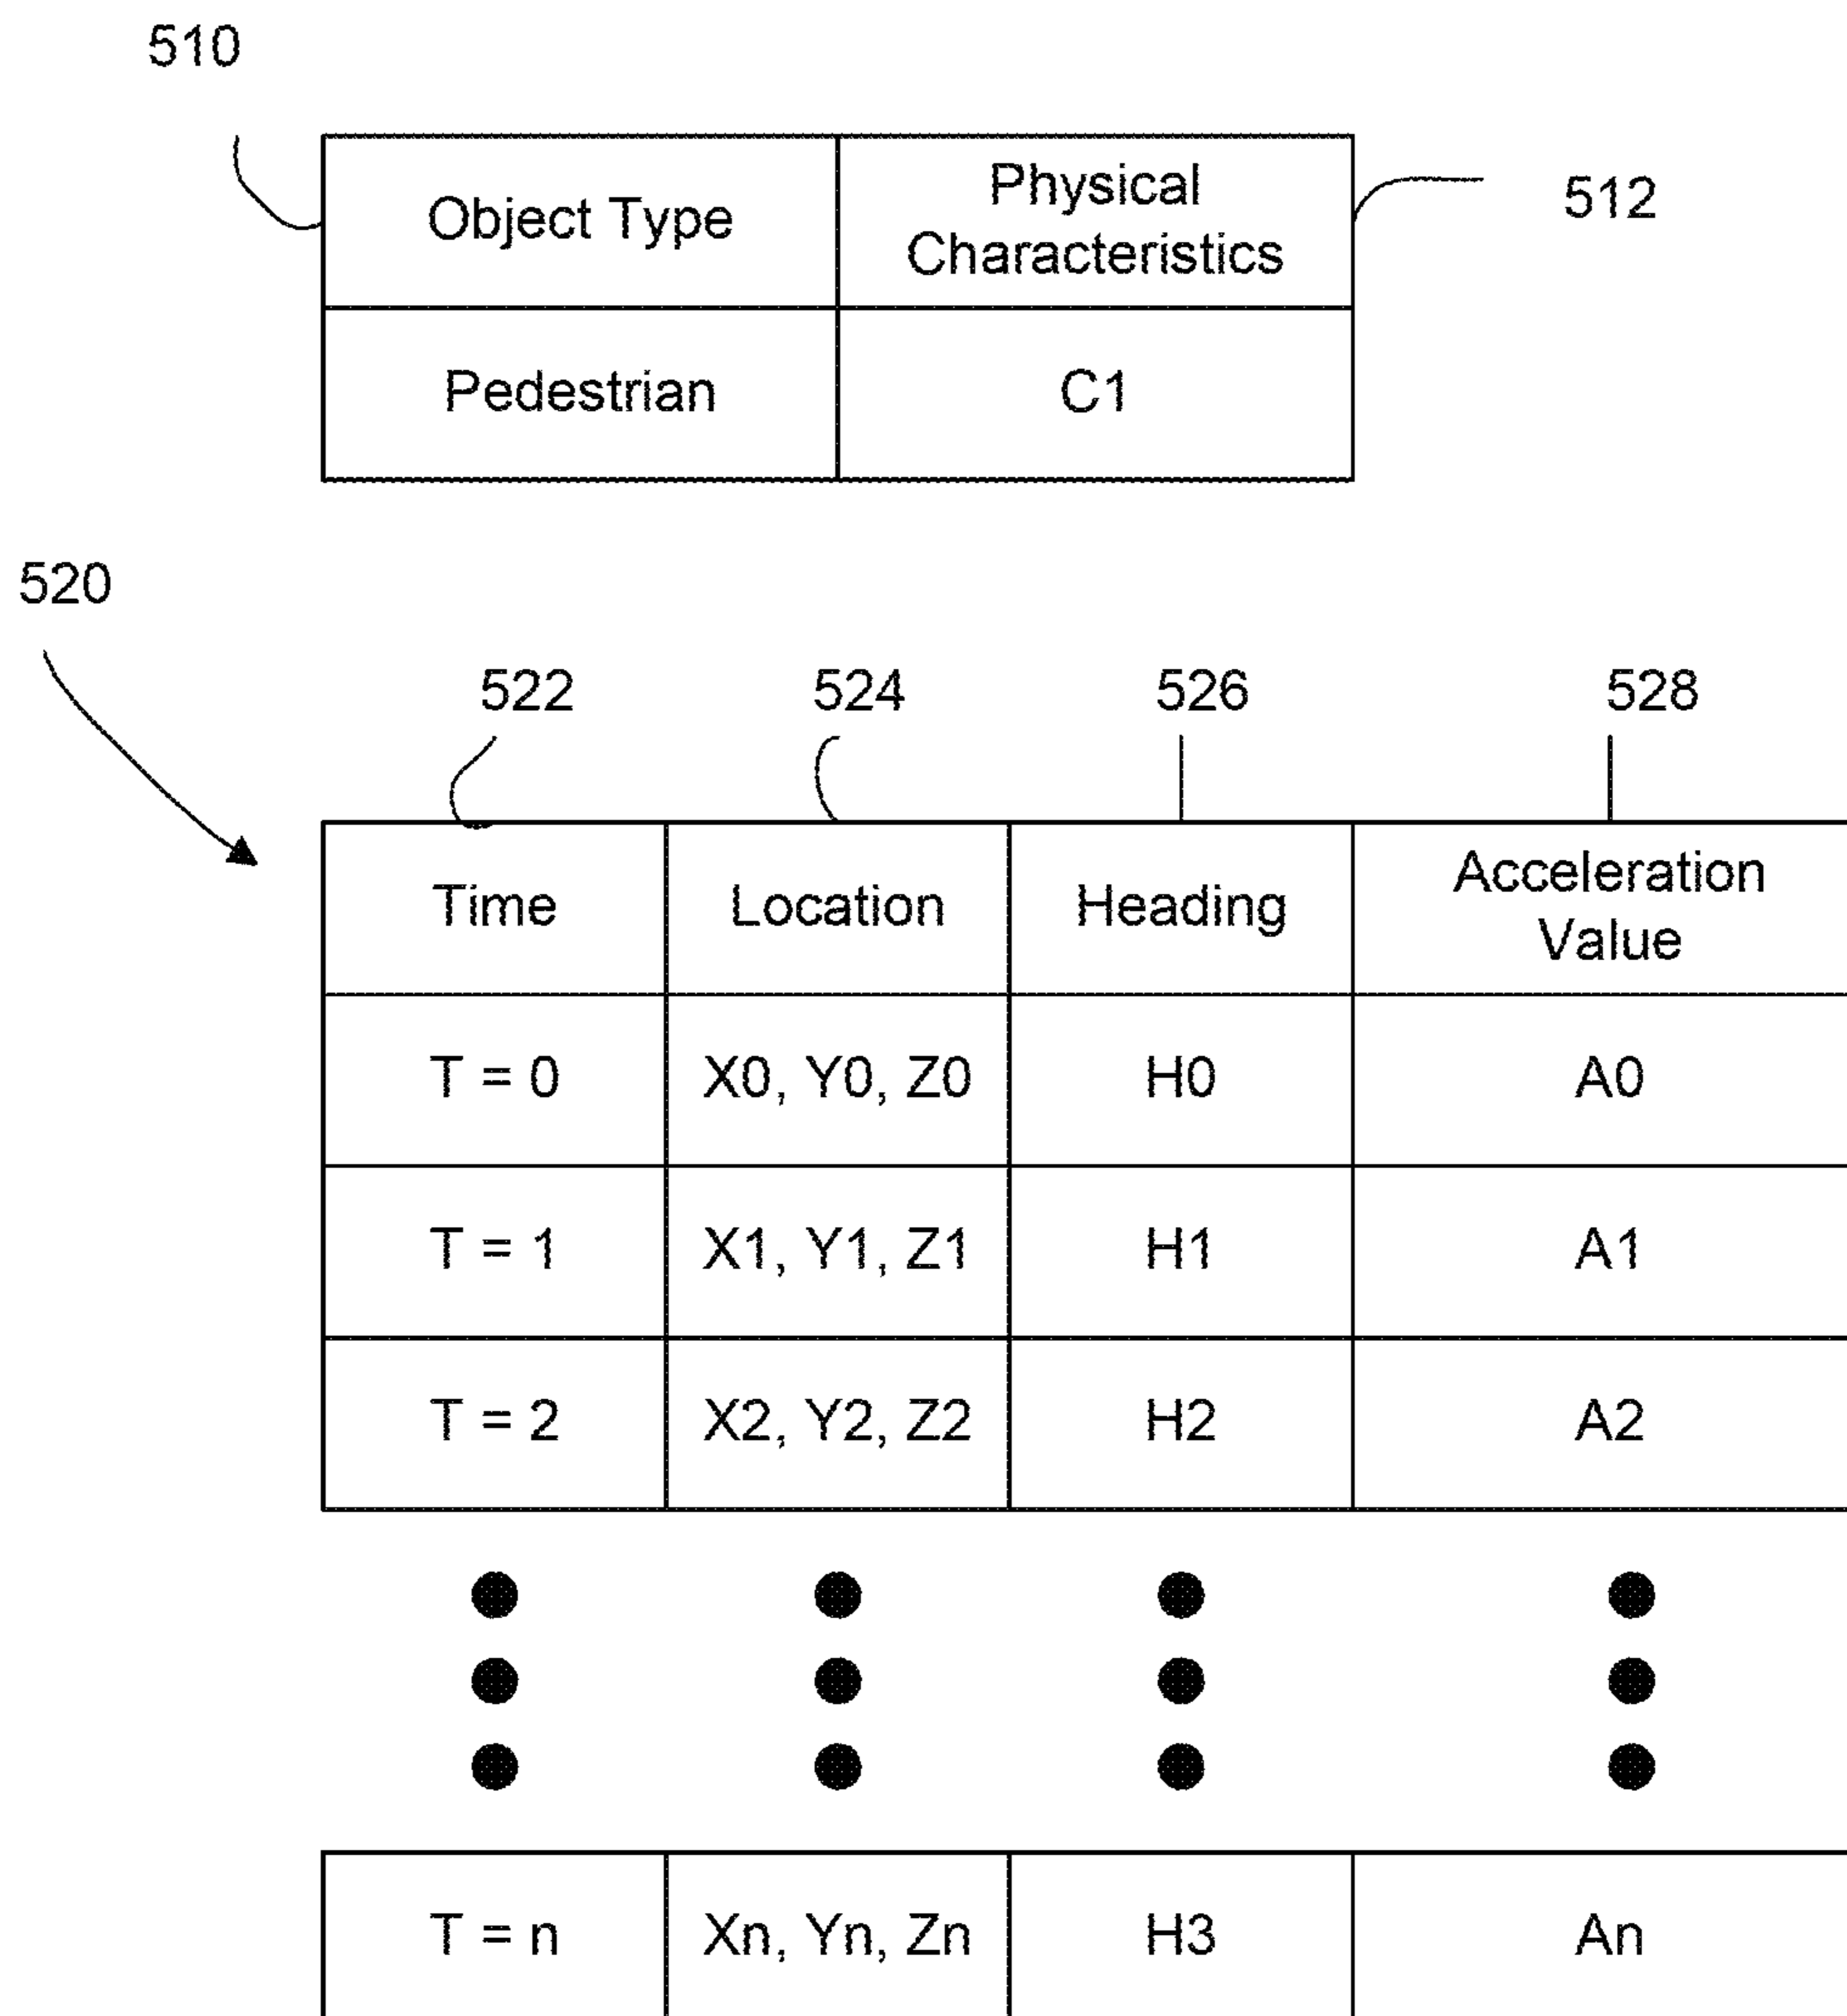 510
Object Type
Physical
Characteristics
512
Pedestrian
C1
520
522
524
526
528
Time
Location
Heading
Acceleration
Value
T = 0
X0, Y0, Z0
H0
A0
T = 1
X1, Y1, Z1
H1
A1
T = 2
X2, Y2, Z2
H2
A2
T = n
Xn, Yn, Zn
H3
An